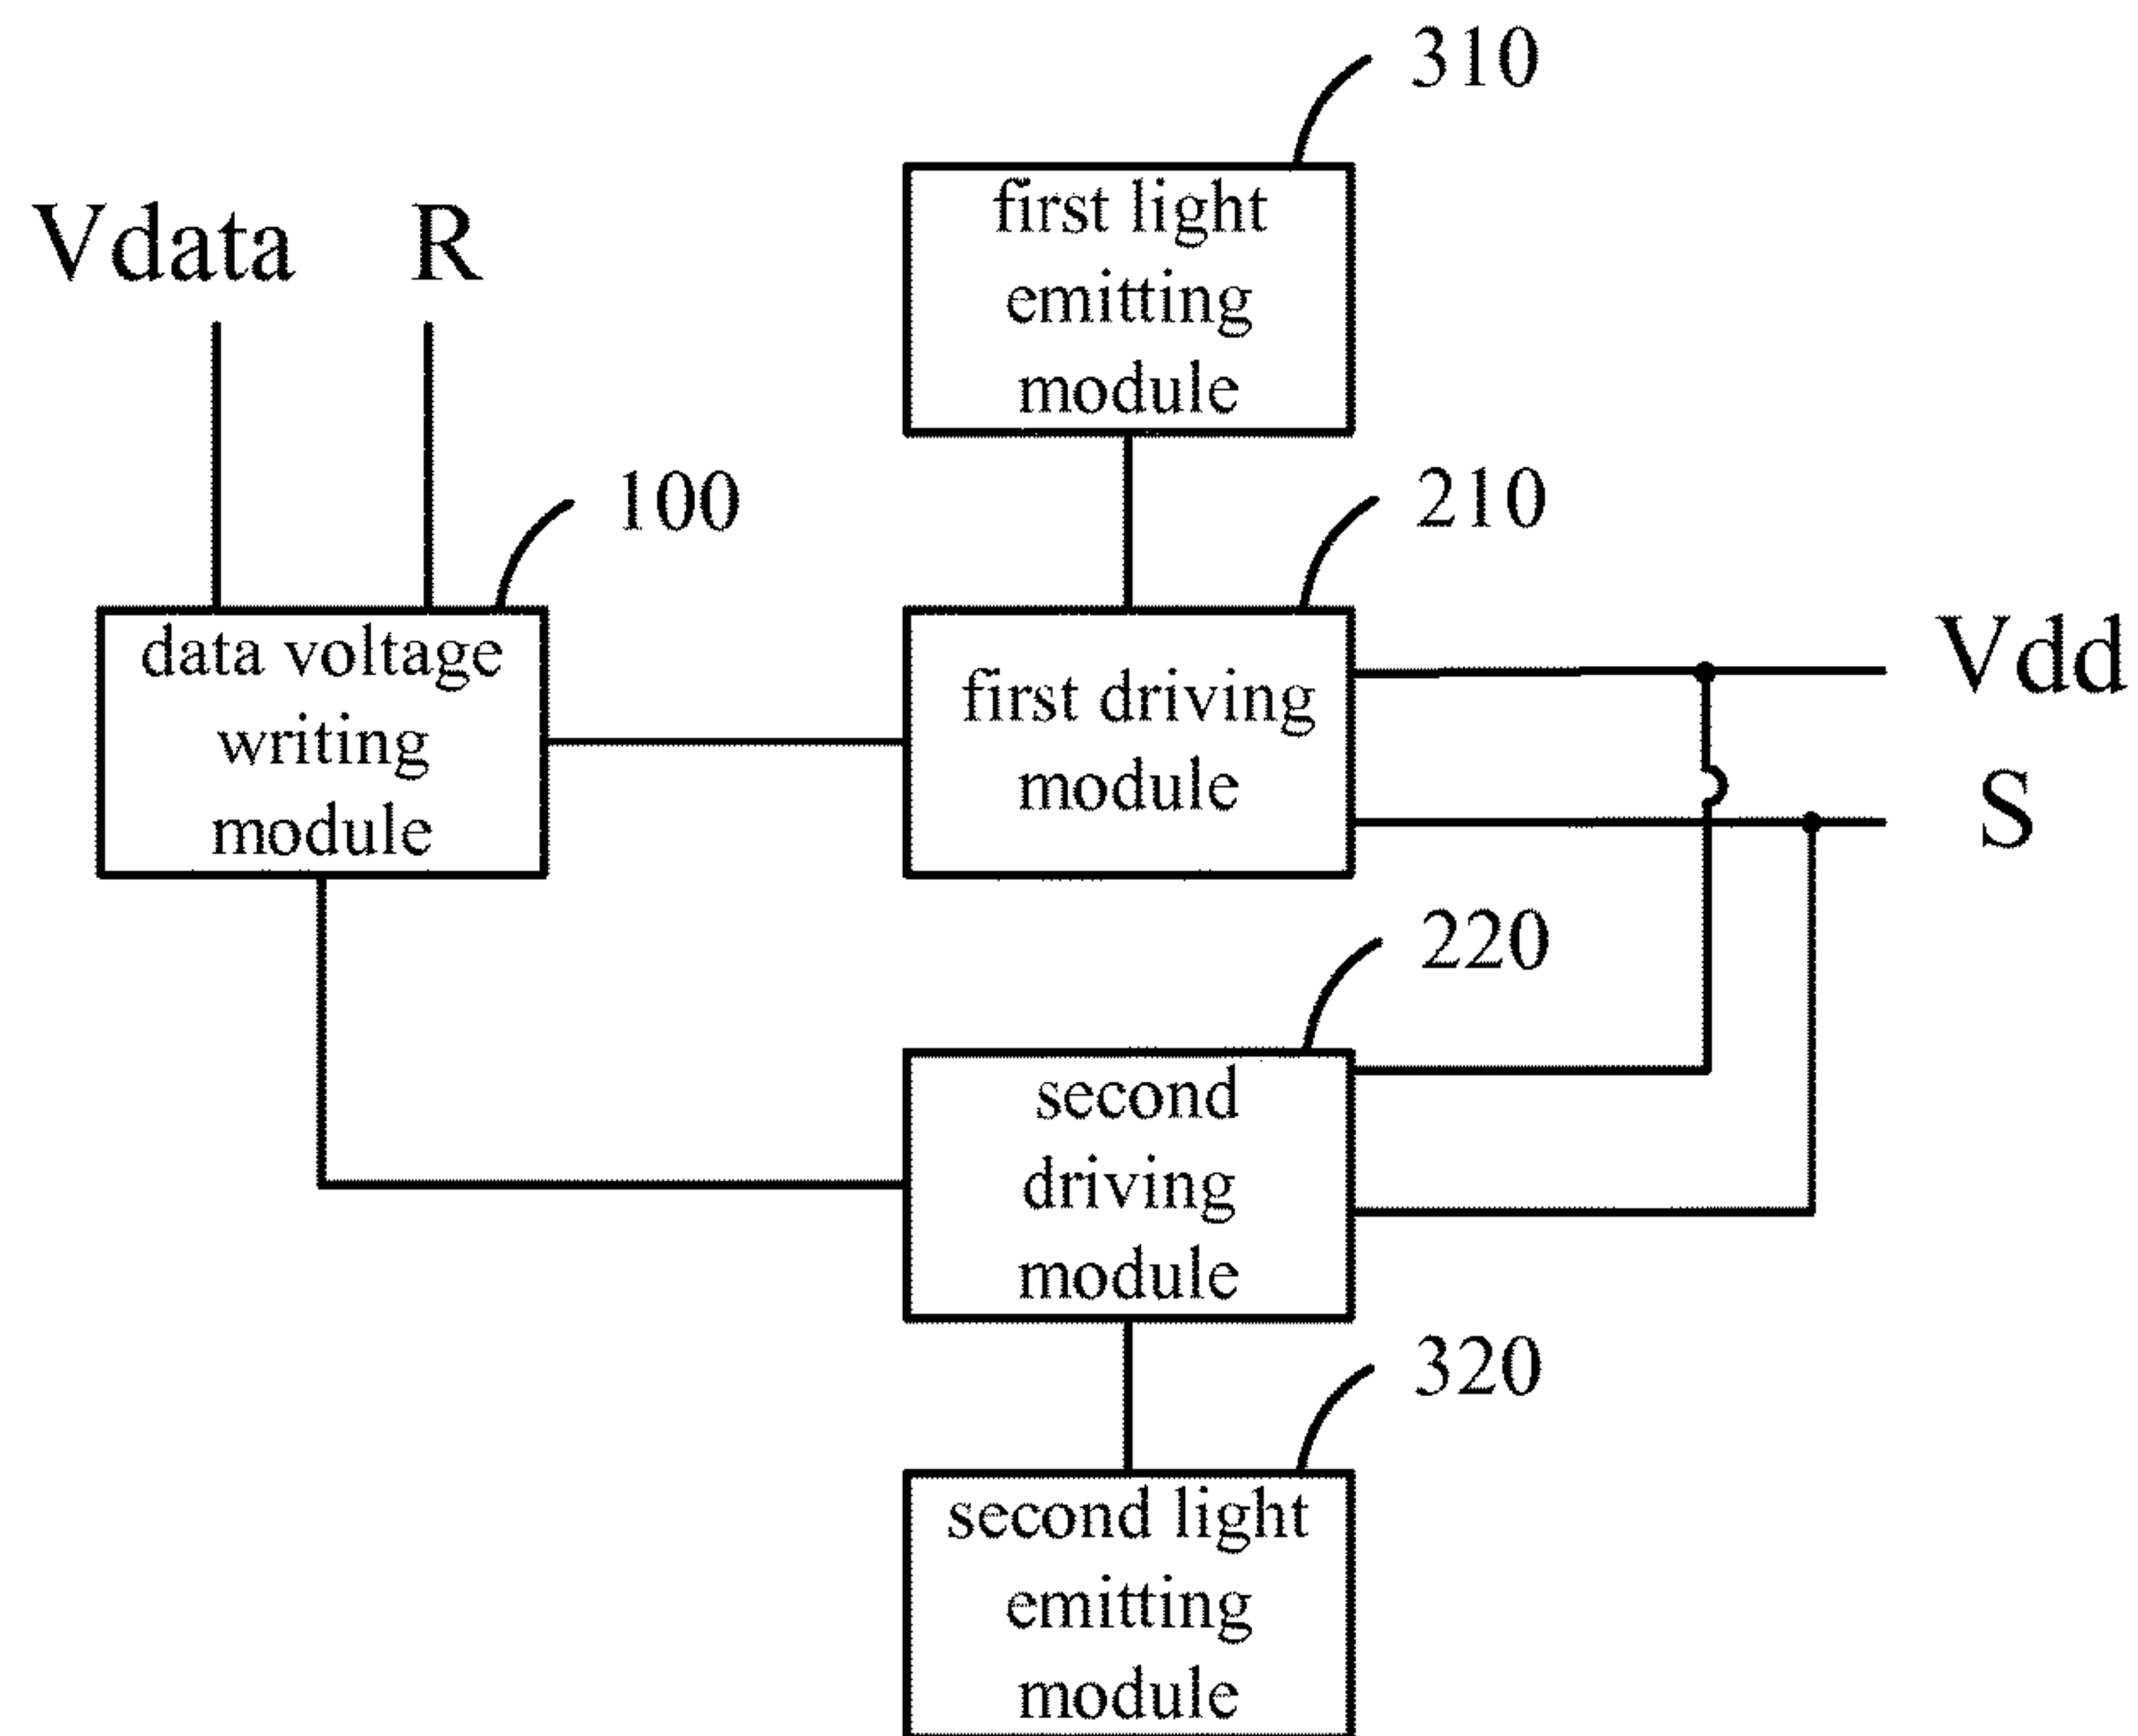 310
first light
emitting
module
Vdata R
100
210
data voltage
writing
module
first driving
module
Vdd
S
220
second
driving
module
320
second light
emitting
module